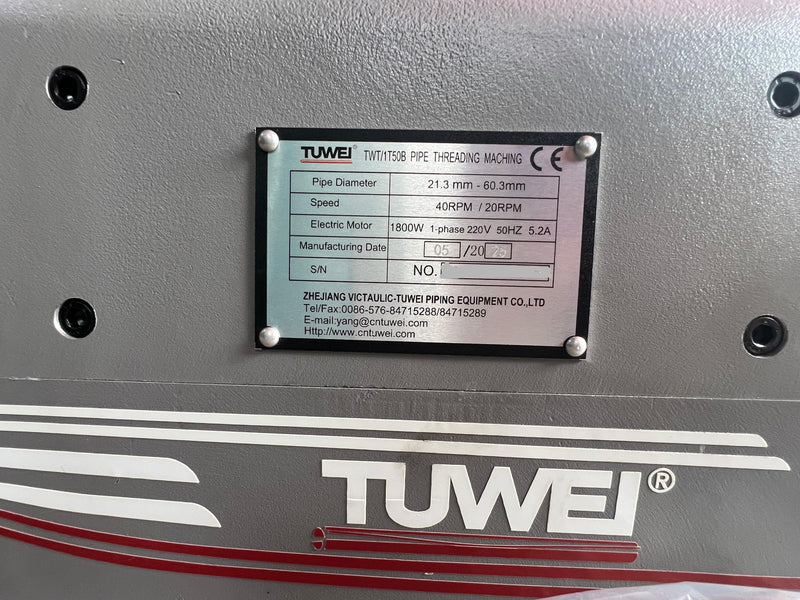 TUWEI TWT/1T50B PIPE THREADING MACHING CE
Pipe Diameter 21.3 mm - 60.3mm
Speed 40RPM / 20RPM
Electric Motor 1800W 1-phase 220V 50HZ 5.2A
Manufacturing Date 05 /20 25
S/N NO.
ZHEJIANG VICTAULIC-TUWEI PIPING EQUIPMENT CO.,LTD
Tel/Fax:0086-576-84715288/84715289
E-mail:yang@cntuwei.com
Http://www.cntuwei.com
TUWEI®